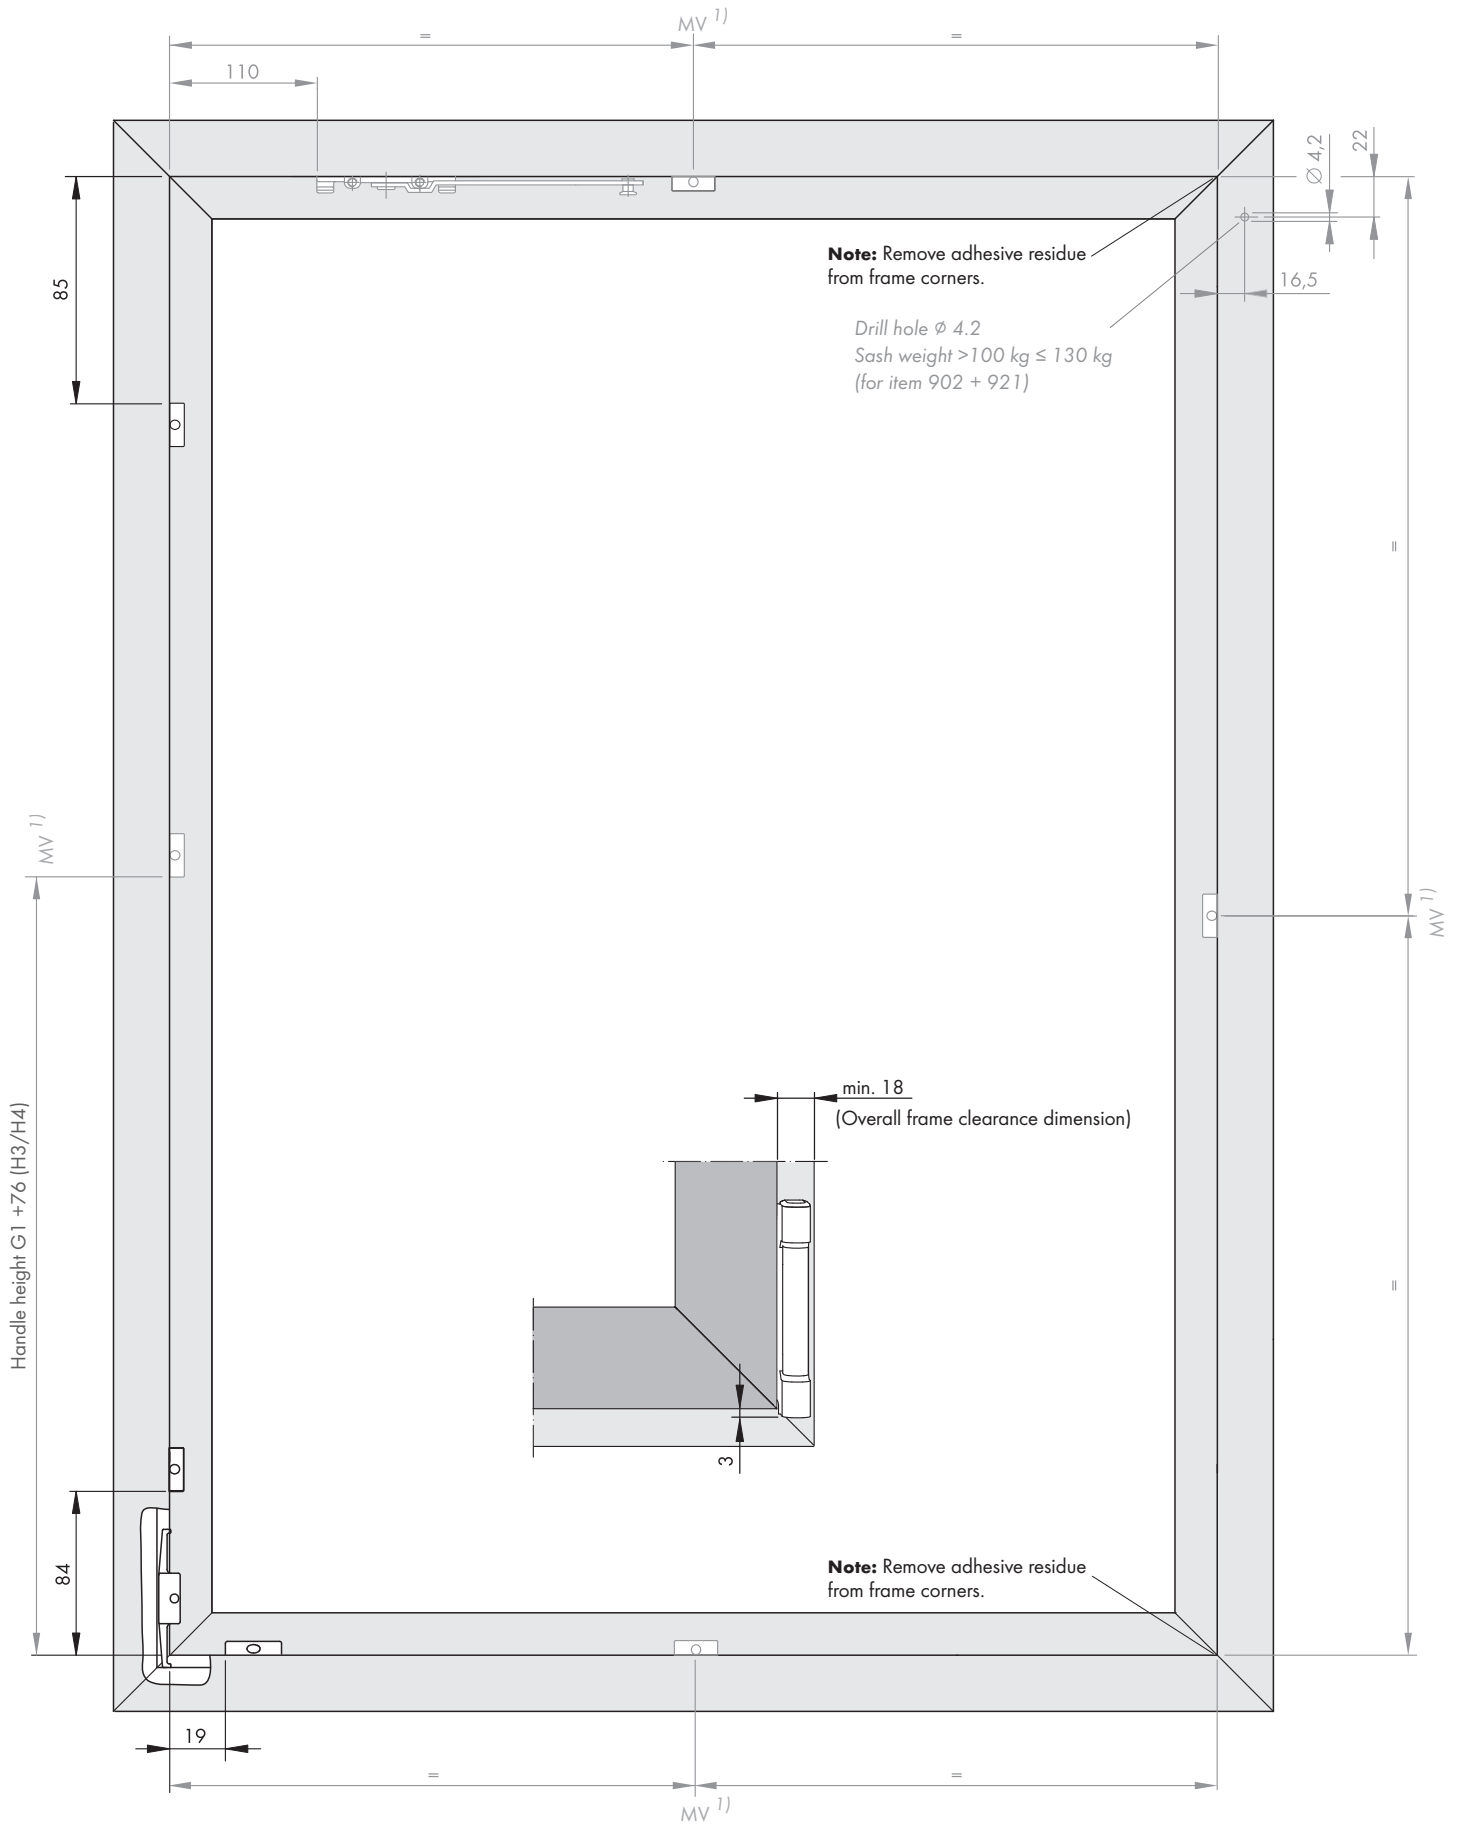 MV 1)
=
=
110
Ø 4,2
22
Note: Remove adhesive residue
from frame corners.
85
16,5
Drill hole Ø 4.2
Sash weight >100 kg ≤ 130 kg
(for item 902 + 921)
=
MV 1)
MV 1)
min. 18
(Overall frame clearance dimension)
Handle height G1 +76 (H3/H4)
=
3
84
Note: Remove adhesive residue
from frame corners.
19
=
=
MV 1)